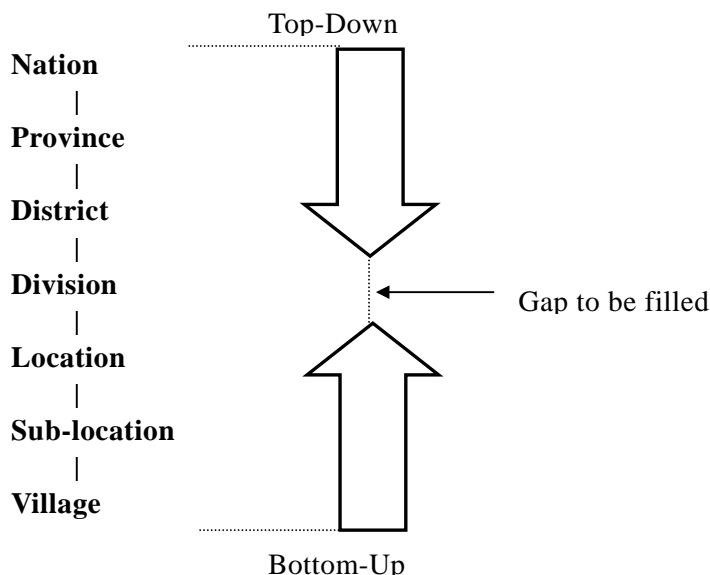 Top-Down
Nation
|
Province
|
District
|
Division
Gap to be filled
|
Location
|
Sub-location
|
Village
Bottom-Up